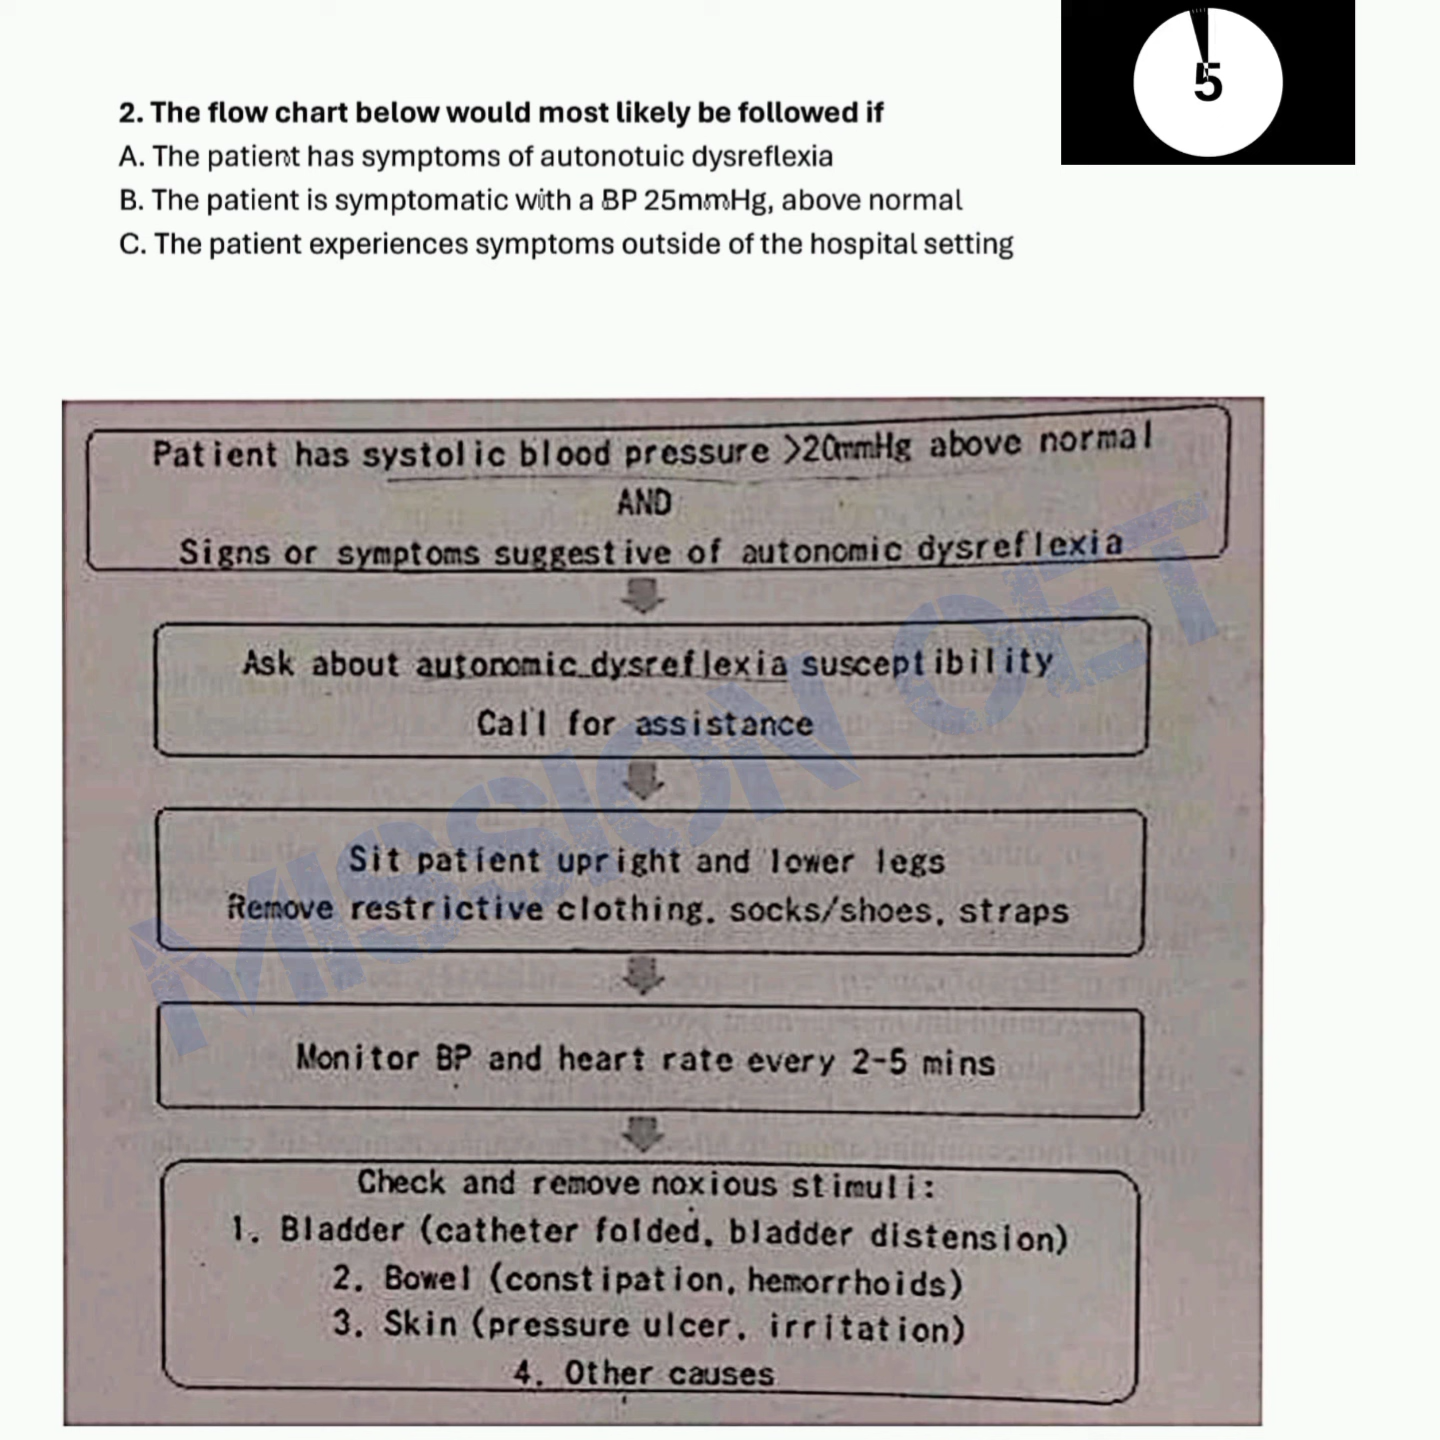 5
2. The flow chart below would most likely be followed if
A. The patient has symptoms of autonotuic dysreflexia
B. The patient is symptomatic with a BP 25mmHg, above normal
C. The patient experiences symptoms outside of the hospital setting
Patient has systolic blood pressure >20mmHg above normal
AND
Signs or symptoms suggestive of autonomic dysreflexia
Ask about autonomic dysreflexia susceptibility
Call for assistance
Sit patient upright and lower legs
Remove restrictive clothing, socks/shoes, straps
Monitor BP and heart rate every 2-5 mins
Check and remove noxious stimuli:
1. Bladder (catheter folded, bladder distension)
2. Bowel (constipation, hemorrhoids)
3. Skin (pressure ulcer, irritation)
4. Other causes
MISSION OET